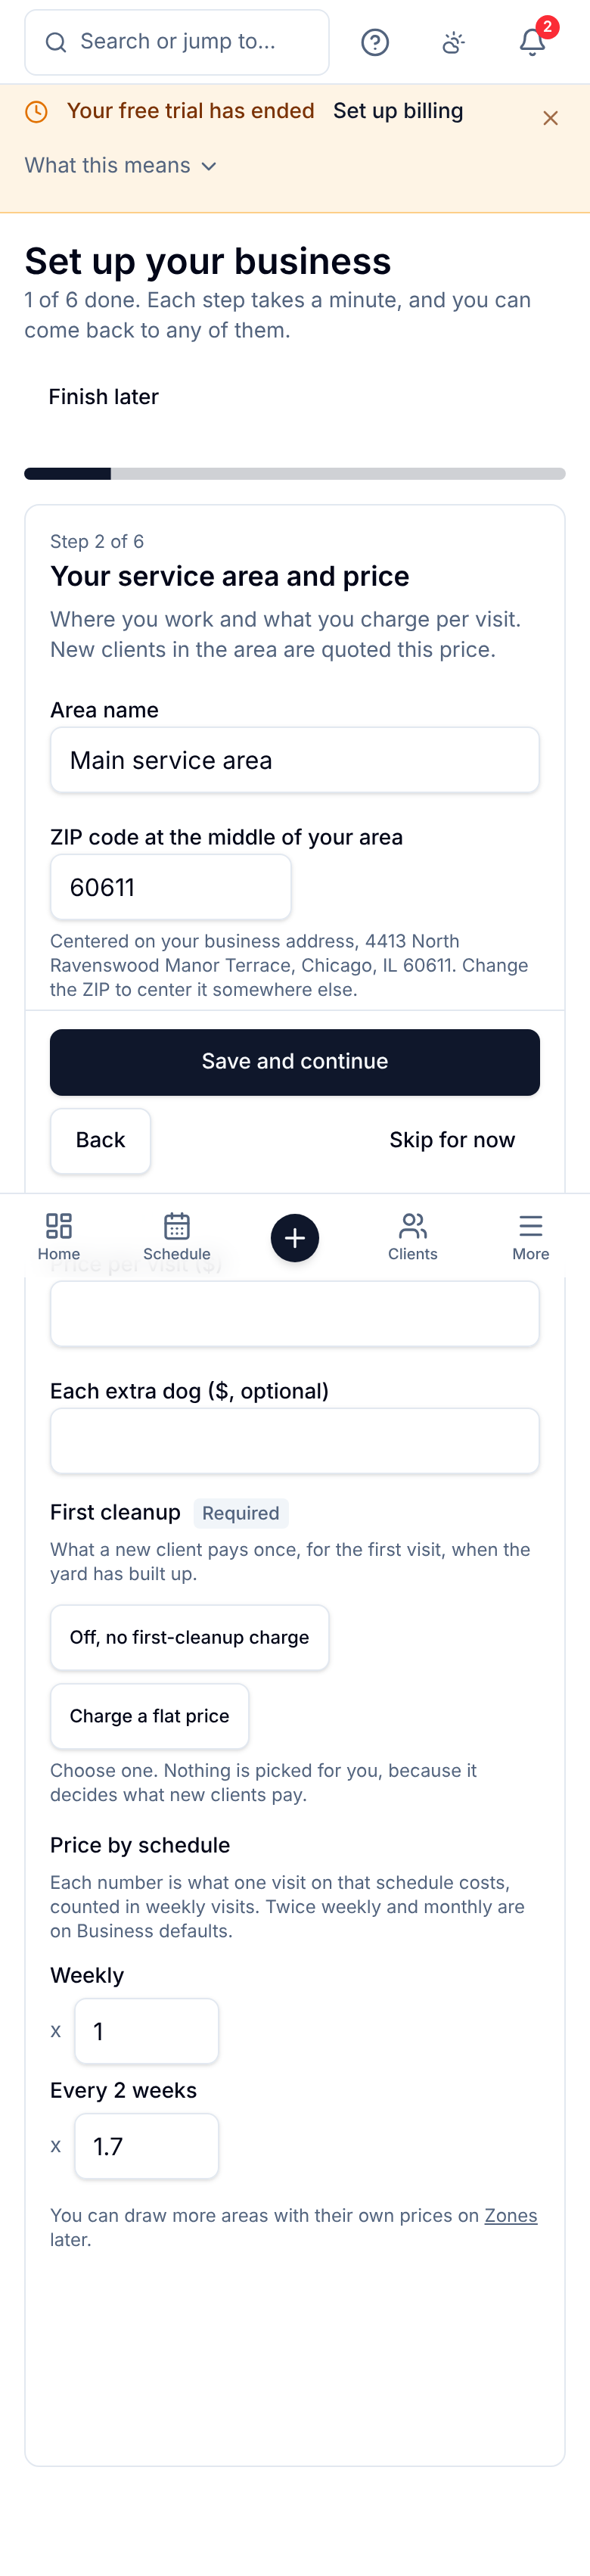 Search or jump to...
2
Your free trial has ended Set up billing
What this means
Set up your business
1 of 6 done. Each step takes a minute, and you can
come back to any of them.
Finish later
Step 2 of 6
Your service area and price
Where you work and what you charge per visit.
New clients in the area are quoted this price.
Area name
Main service area
ZIP code at the middle of your area
60611
Centered on your business address, 4413 North
Ravenswood Manor Terrace, Chicago, IL 60611. Change
the ZIP to center it somewhere else.
Save and continue
Back Skip for now
Home Schedule Clients More
Price per visit ($)
Each extra dog ($, optional)
First cleanup Required
What a new client pays once, for the first visit, when the
yard has built up.
Off, no first-cleanup charge
Charge a flat price
Choose one. Nothing is picked for you, because it
decides what new clients pay.
Price by schedule
Each number is what one visit on that schedule costs,
counted in weekly visits. Twice weekly and monthly are
on Business defaults.
Weekly
x 1
Every 2 weeks
x 1.7
You can draw more areas with their own prices on Zones
later.